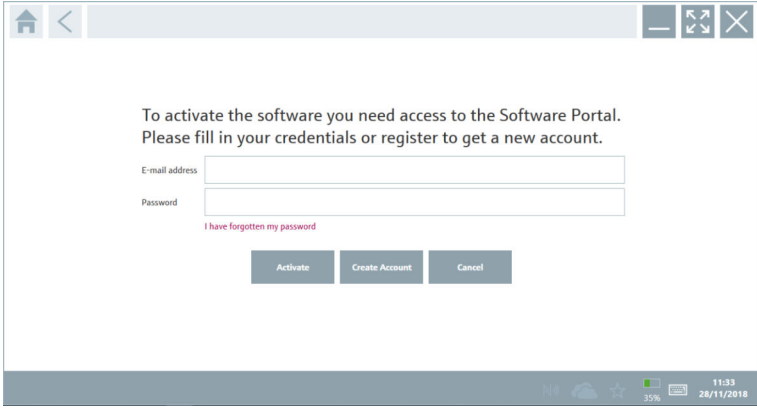 To activate the software you need access to the Software Portal.
Please fill in your credentials or register to get a new account.
E-mail address
Password
I have forgotten my password
Activate Create Account Cancel
11:33
35% 28/11/2018